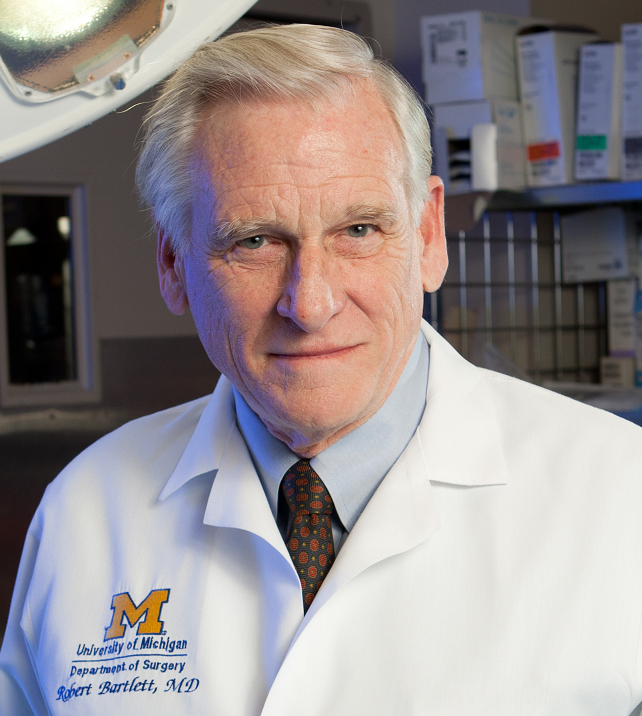 M
University of Michigan
Department of Surgery
Robert Bartlett, MD